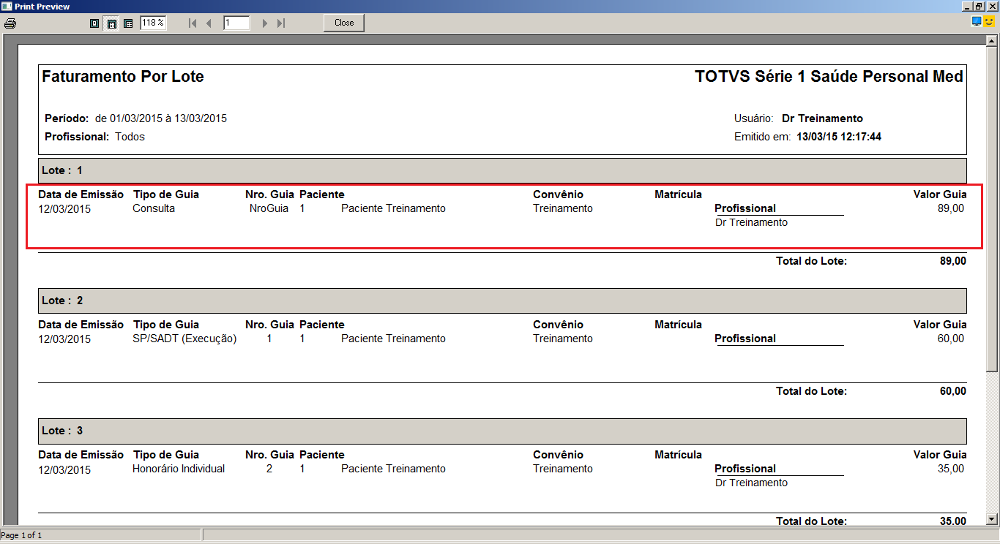 Print Preview
118 %
1
Close
Faturamento Por Lote TOTVS Série 1 Saúde Personal Med
Período: de 01/03/2015 à 13/03/2015 Usuário: Dr Treinamento
Profissional: Todos Emitido em: 13/03/15 12:17:44
Lote : 1
Data de Emissão Tipo de Guia Nro. Guia Paciente Convênio Matrícula Valor Guia
12/03/2015 Consulta NroGuia 1 Paciente Treinamento Treinamento Profissional 89,00
Dr Treinamento
Total do Lote: 89,00
Lote : 2
Data de Emissão Tipo de Guia Nro. Guia Paciente Convênio Matrícula Valor Guia
12/03/2015 SP/SADT (Execução) 1 1 Paciente Treinamento Treinamento Profissional 60,00
Total do Lote: 60,00
Lote : 3
Data de Emissão Tipo de Guia Nro. Guia Paciente Convênio Matrícula Valor Guia
12/03/2015 Honorário Individual 2 1 Paciente Treinamento Treinamento Profissional 35,00
Dr Treinamento
Total do Lote: 35,00
Page 1 of 1